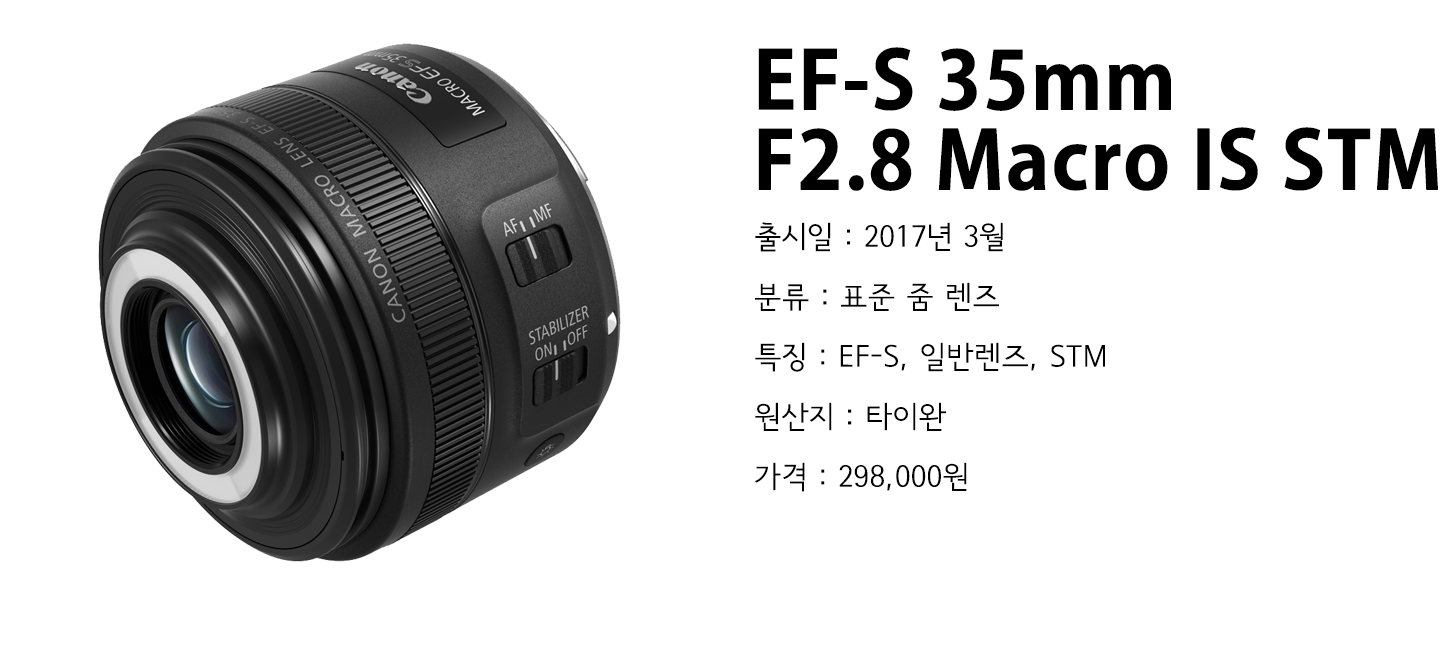 Canon
MACRO EF-S 35mm
CANON MACRO LENS EF-S
AF MF
STABILIZER
ON OFF
EF-S 35mm
F2.8 Macro IS STM
출시일 : 2017년 3월
분류 : 표준 줌 렌즈
특징 : EF-S, 일반렌즈, STM
원산지 : 타이완
가격 : 298,000원